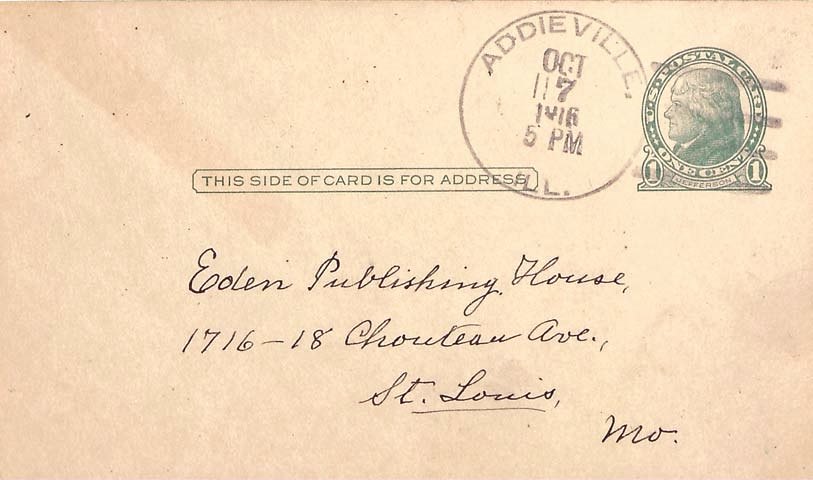 ADDIEVILLE,
OCT
17
1916
5 PM
ILL.
U.S. POSTAL CARD
ONE CENT
1 JEFFERSON 1
THIS SIDE OF CARD IS FOR ADDRESS
Eden Publishing House,
1716-18 Chouteau Ave.,
St. Louis,
Mo.